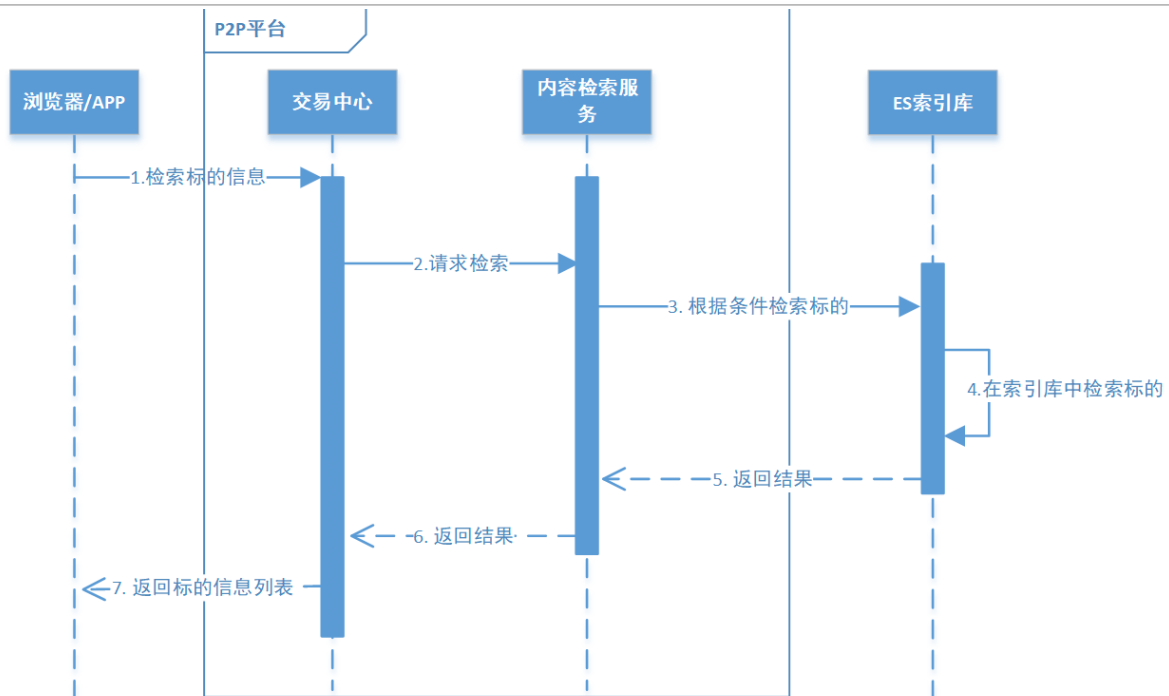 P2P平台
浏览器/APP
交易中心
内容检索服
务
ES索引库
1.检索标的信息
2.请求检索
3. 根据条件检索标的
4.在索引库中检索标的
5. 返回结果
6. 返回结果
7. 返回标的信息列表